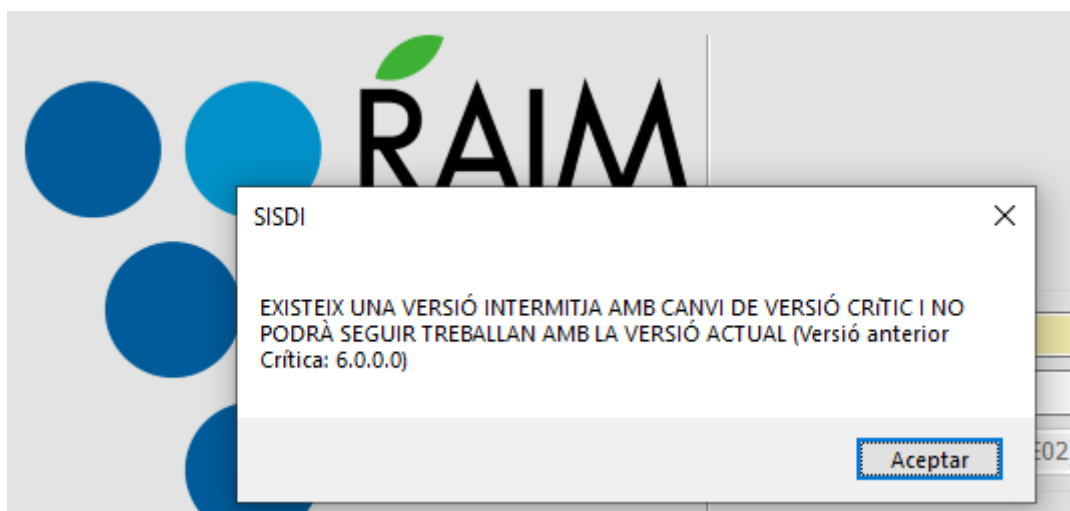 RAIM
SISDI
EXISTEIX UNA VERSIÓ INTERMITJA AMB CANVI DE VERSIÓ CRíTIC I NO
PODRÀ SEGUIR TREBALLAN AMB LA VERSIÓ ACTUAL (Versió anterior
Crítica: 6.0.0.0)
Aceptar
E02